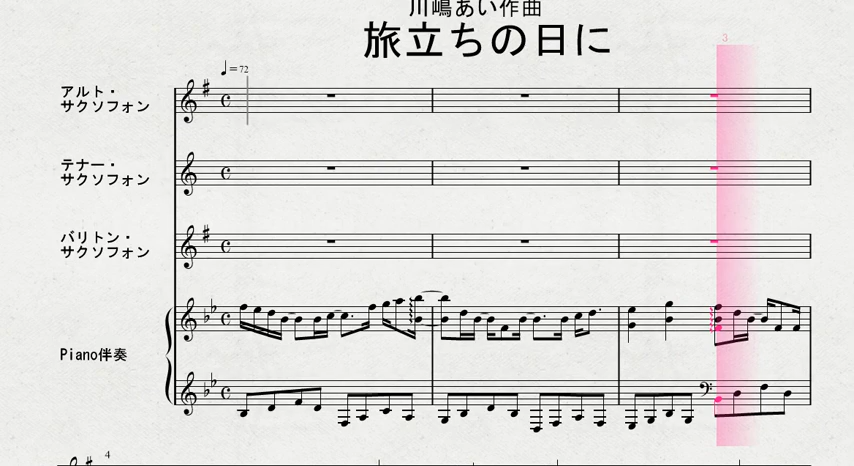 川嶋あい作曲
旅立ちの日に
3
♩=72
アルト・
サクソフォン
テナー・
サクソフォン
バリトン・
サクソフォン
Piano伴奏
4